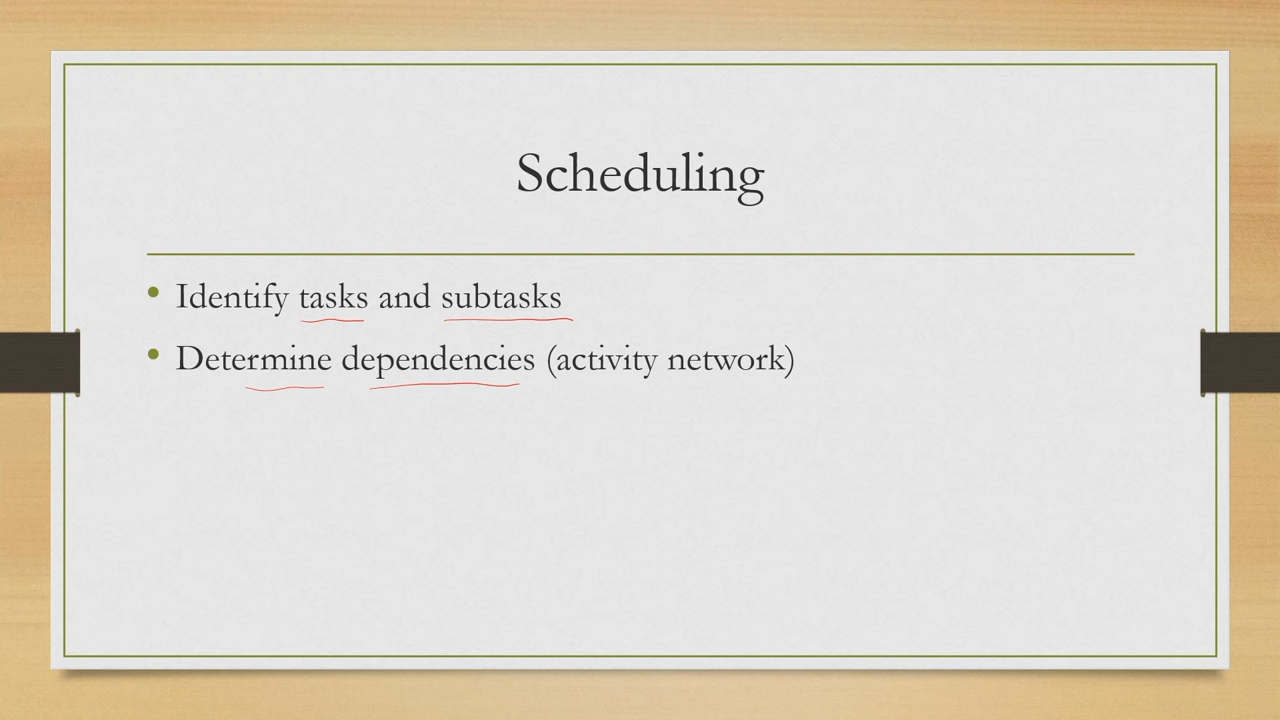 Scheduling
• Identify tasks and subtasks
• Determine dependencies (activity network)